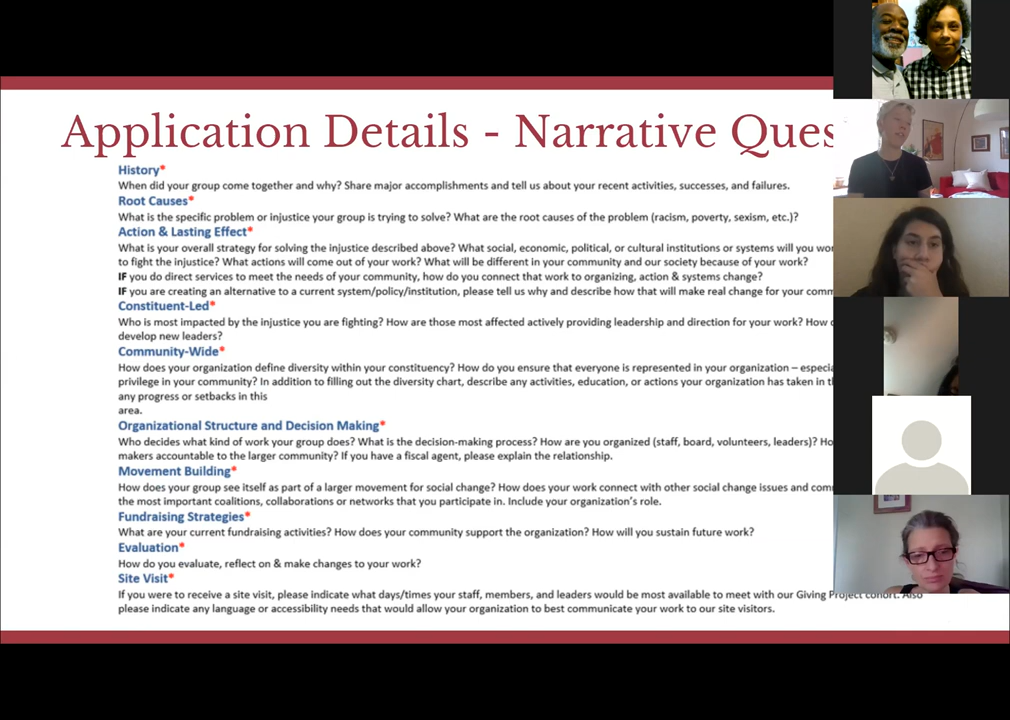 Application Details - Narrative Ques
History*
When did your group come together and why? Share major accomplishments and tell us about your recent activities, successes, and failures.
Root Causes*
What is the specific problem or injustice your group is trying to solve? What are the root causes of the problem (racism, poverty, sexism, etc.)?
Action & Lasting Effect*
What is your overall strategy for solving the injustice described above? What social, economic, political, or cultural institutions or systems will you
to fight the injustice? What actions will come out of your work? What will be different in your community and our society because of your work?
IF you do direct services to meet the needs of your community, how do you connect that work to organizing, action & systems change?
IF you are creating an alternative to a current system/policy/institution, please tell us why and describe how that will make real change for your
Constituent-Led*
Who is most impacted by the injustice you are fighting? How are those most affected actively providing leadership and direction for your work? How
develop new leaders?
Community-Wide*
How does your organization define diversity within your constituency? How do you ensure that everyone is represented in your organization –
privilege in your community? In addition to filling out the diversity chart, describe any activities, education, or actions your organization has taken in
any progress or setbacks in this
area.
Organizational Structure and Decision Making*
Who decides what kind of work your group does? What is the decision-making process? How are you organized (staff, board, volunteers, leaders)?
makers accountable to the larger community? If you have a fiscal agent, please explain the relationship.
Movement Building*
How does your group see itself as part of a larger movement for social change? How does your work connect with other social change issues and
the most important coalitions, collaborations or networks that you participate in. Include your organization's role.
Fundraising Strategies*
What are your current fundraising activities? How does your community support the organization? How will you sustain future work?
Evaluation*
How do you evaluate, reflect on & make changes to your work?
Site Visit*
If you were to receive a site visit, please indicate what days/times your staff, members, and leaders would be most available to meet with our Giving Project cohort. Also
please indicate any language or accessibility needs that would allow your organization to best communicate your work to our site visitors.